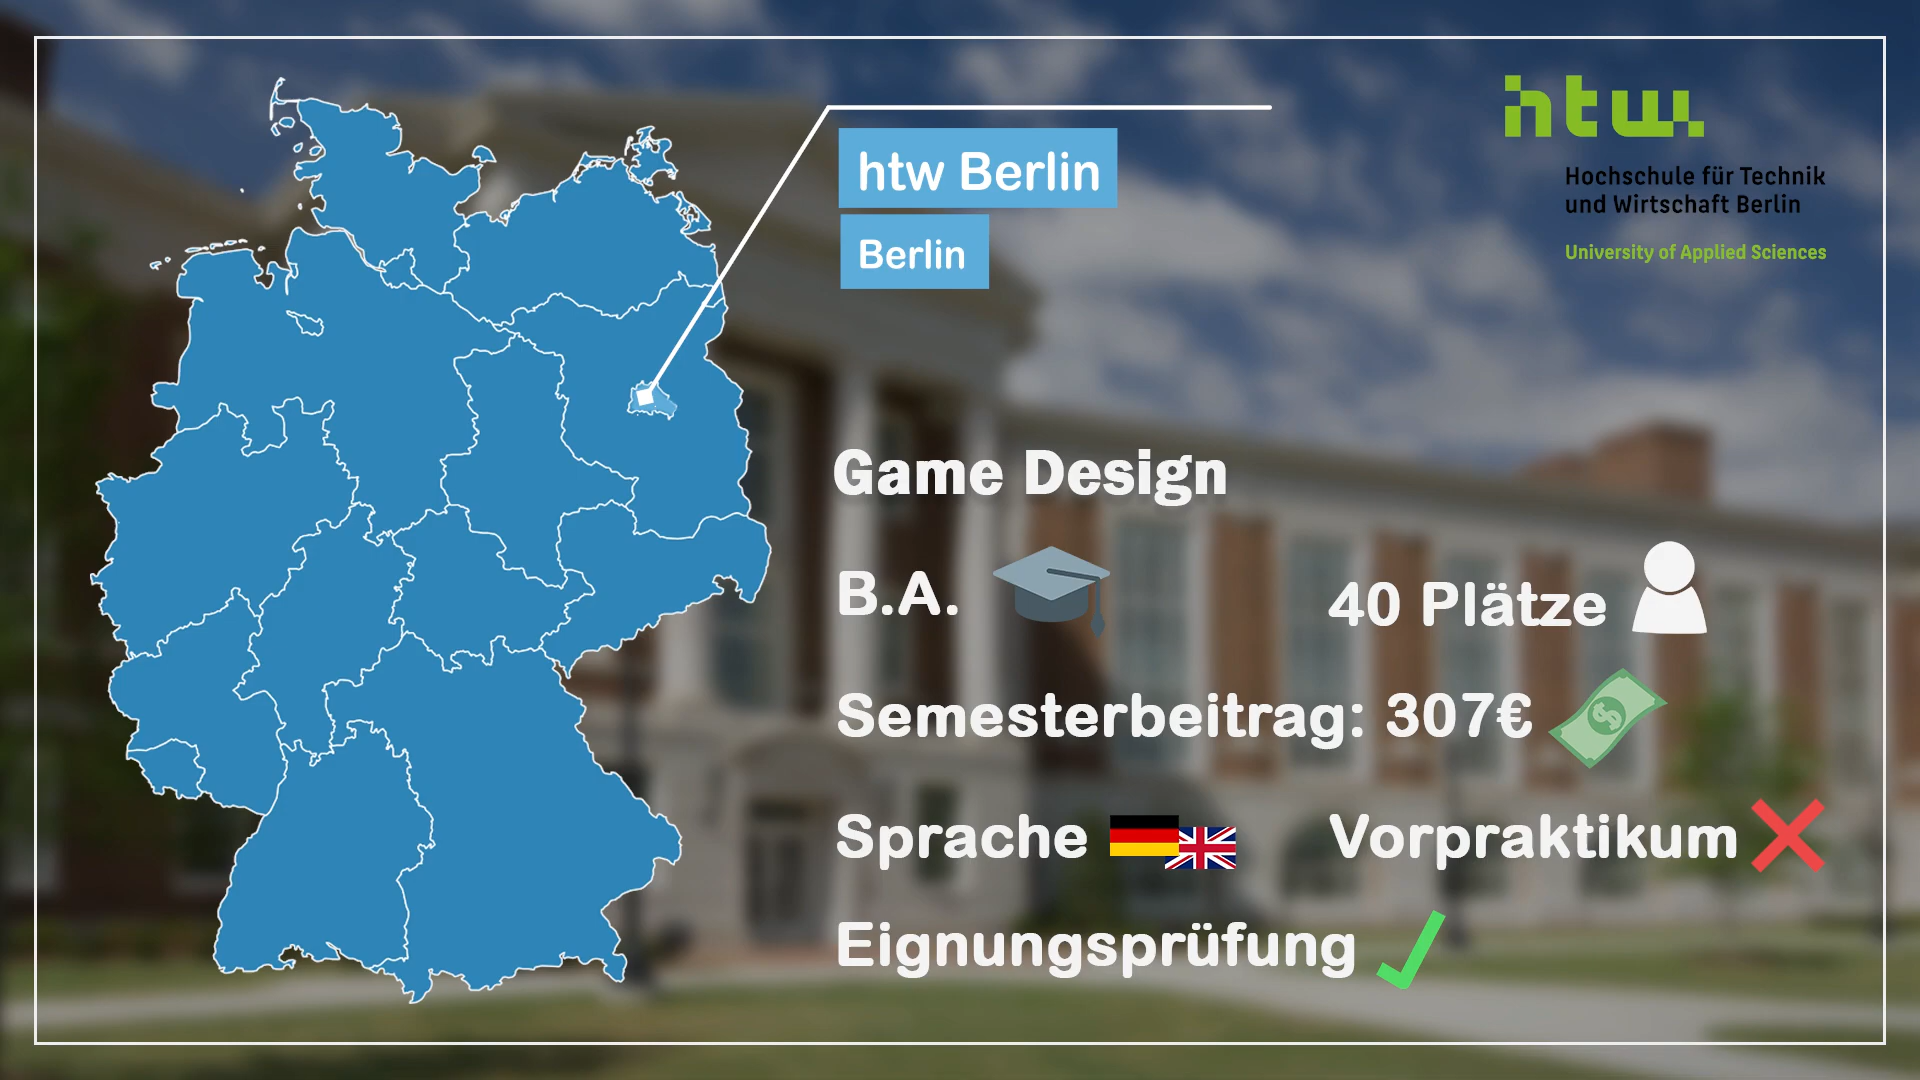 htw.
Hochschule für Technik
und Wirtschaft Berlin
University of Applied Sciences
htw Berlin
Berlin
Game Design
B.A.
40 Plätze
Semesterbeitrag: 307€
Sprache
Vorpraktikum
Eignungsprüfung